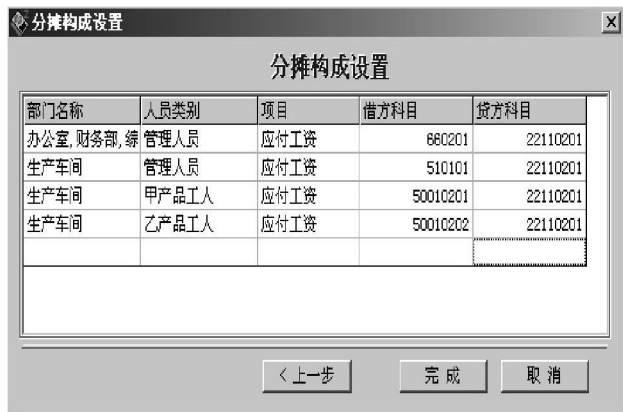 分摊构成设置
分摊构成设置
部门名称 人员类别 项目 借方科目 贷方科目
办公室,财务部,综 管理人员 应付工资 660201 22110201
生产车间 管理人员 应付工资 510101 22110201
生产车间 甲产品工人 应付工资 50010201 22110201
生产车间 乙产品工人 应付工资 50010202 22110201
<上一步 完成 取消